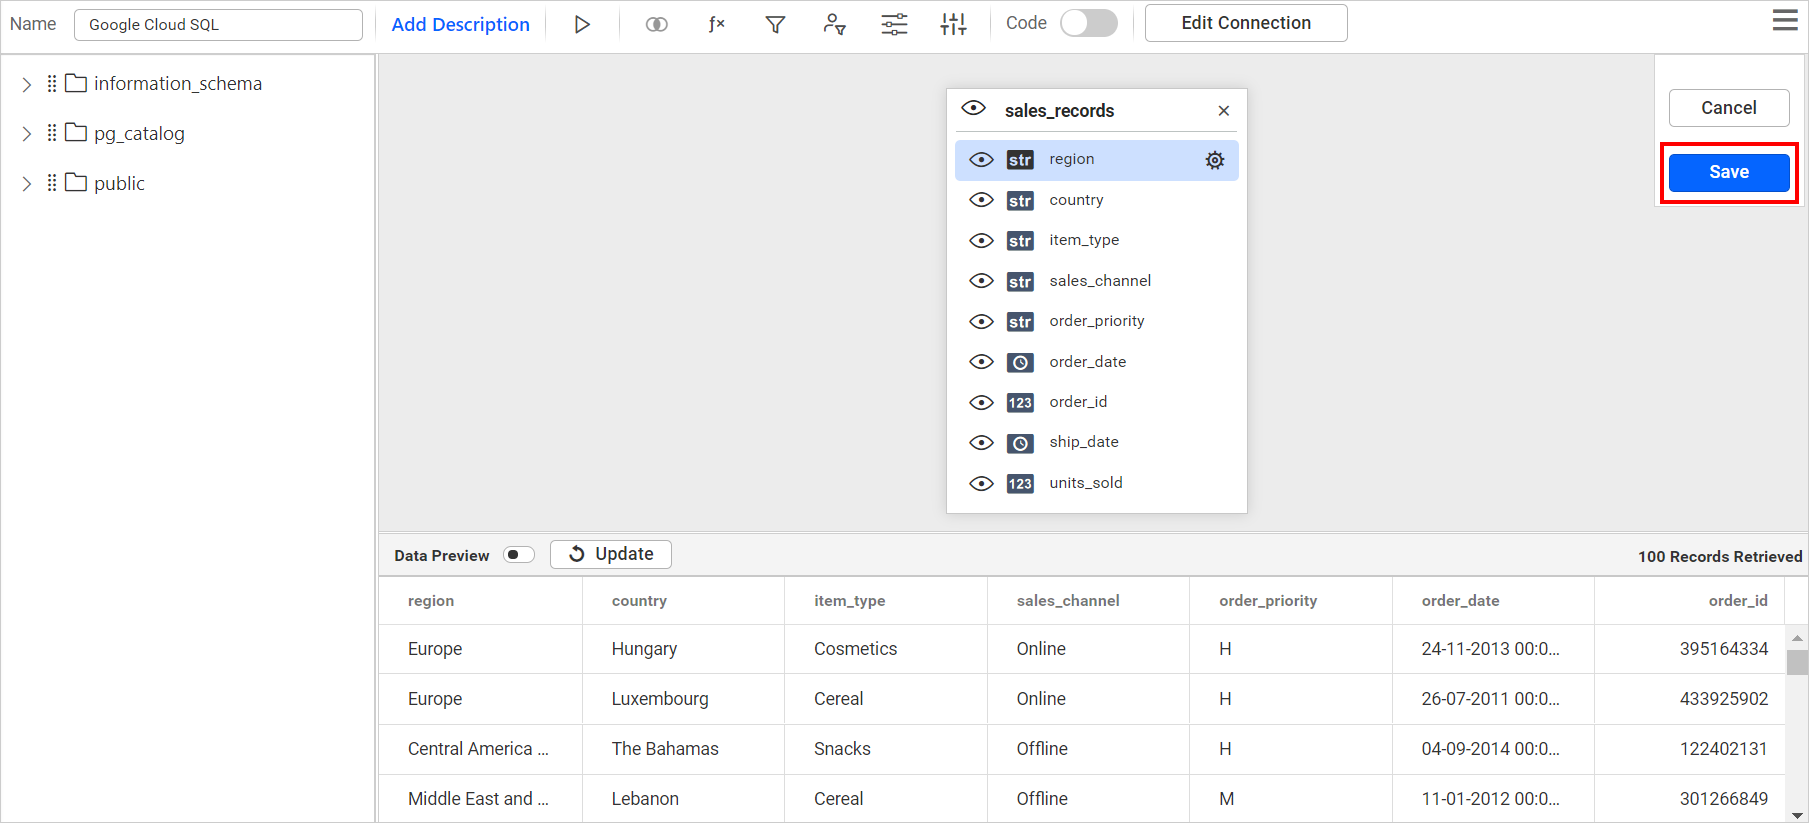 Name Google Cloud SQL Add Description ƒx Code Edit Connection
information_schema
pg_catalog
public
sales_records
str region
str country
str item_type
str sales_channel
str order_priority
order_date
123 order_id
ship_date
123 units_sold
Cancel
Save
Data Preview Update 100 Records Retrieved
region country item_type sales_channel order_priority order_date order_id
Europe Hungary Cosmetics Online H 24-11-2013 00:0... 395164334
Europe Luxembourg Cereal Online H 26-07-2011 00:0... 433925902
Central America ... The Bahamas Snacks Offline H 04-09-2014 00:0... 122402131
Middle East and ... Lebanon Cereal Offline M 11-01-2012 00:0... 301266849